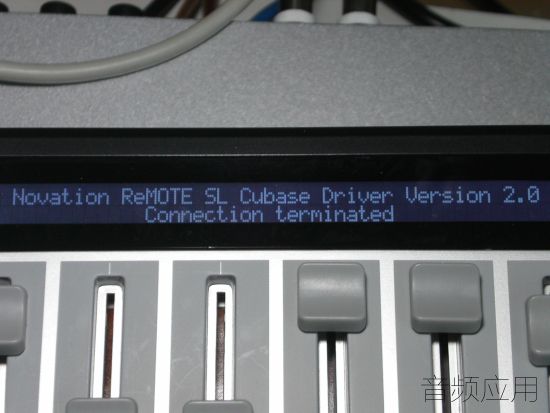 Novation ReMOTE SL Cubase Driver Version 2.0
Connection terminated
音频应用